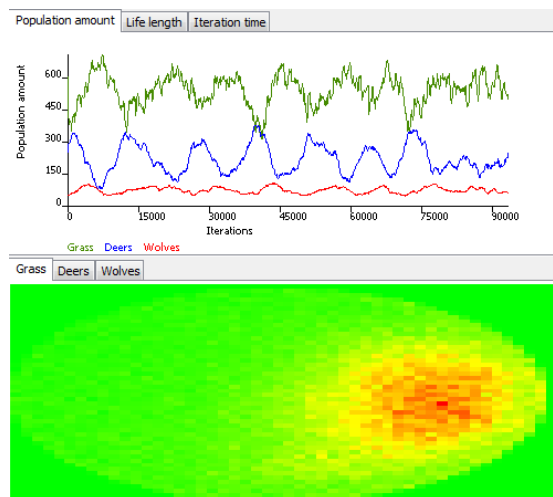 Population amount Life length Iteration time
Population amount
600
450
300
150
0
0 15000 30000 45000 60000 75000 90000
Iterations
Grass Deers Wolves
Grass Deers Wolves